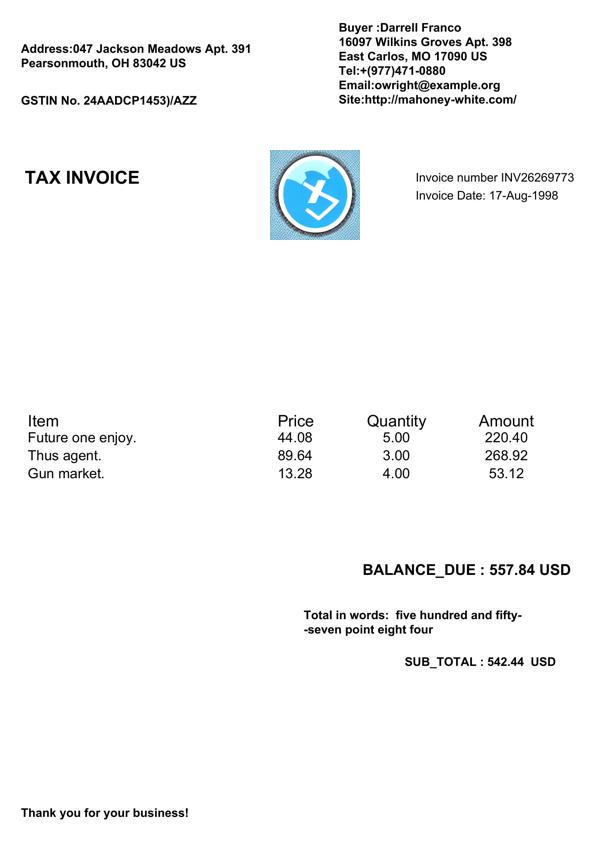 Address:047 Jackson Meadows Apt. 391
Pearsonmouth, OH 83042 US
GSTIN No. 24AADCP1453)/AZZ
Buyer :Darrell Franco
16097 Wilkins Groves Apt. 398
East Carlos, MO 17090 US
Tel:+(977)471-0880
Email:owright@example.org
Site:http://mahoney-white.com/
TAX INVOICE
Invoice number INV26269773
Invoice Date: 17-Aug-1998
Item Price Quantity Amount
Future one enjoy. 44.08 5.00 220.40
Thus agent. 89.64 3.00 268.92
Gun market. 13.28 4.00 53.12
BALANCE_DUE : 557.84 USD
Total in words:  five hundred and fifty-
-seven point eight four
SUB_TOTAL : 542.44  USD
Thank you for your business!